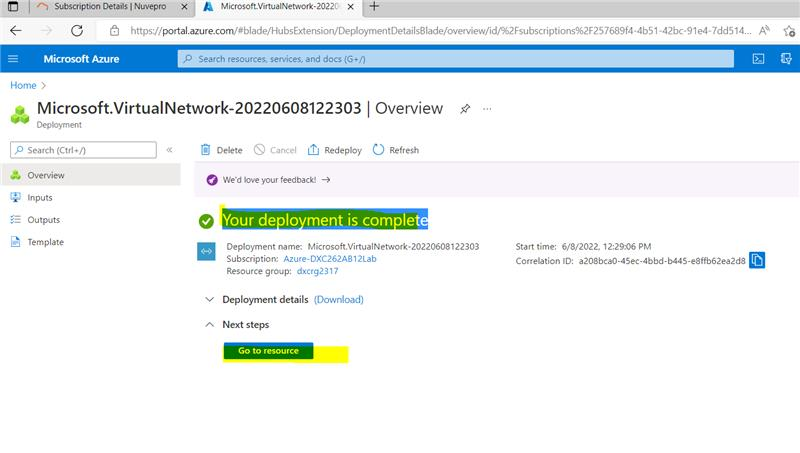 Subscription Details | Nuvepro
Microsoft.VirtualNetwork-20220608
https://portal.azure.com/#blade/HubsExtension/DeploymentDetailsBlade/overview/id/%2Fsubscriptions%2F257689f4-4b51-42bc-91e4-7dd514...
Microsoft Azure
Search resources, services, and docs (G+/)
Home >
Microsoft.VirtualNetwork-20220608122303 | Overview ...
Deployment
Search (Ctrl+/) «
Delete Cancel Redeploy Refresh
Overview
Inputs
Outputs
Template
We'd love your feedback! →
Your deployment is complete
Deployment name: Microsoft.VirtualNetwork-20220608122303
Subscription: Azure-DXC262AB12Lab
Resource group: dxcrg2317
Start time: 6/8/2022, 12:29:06 PM
Correlation ID: a208bca0-45ec-4bbd-b445-e8ffb62ea2d8
Deployment details (Download)
Next steps
Go to resource